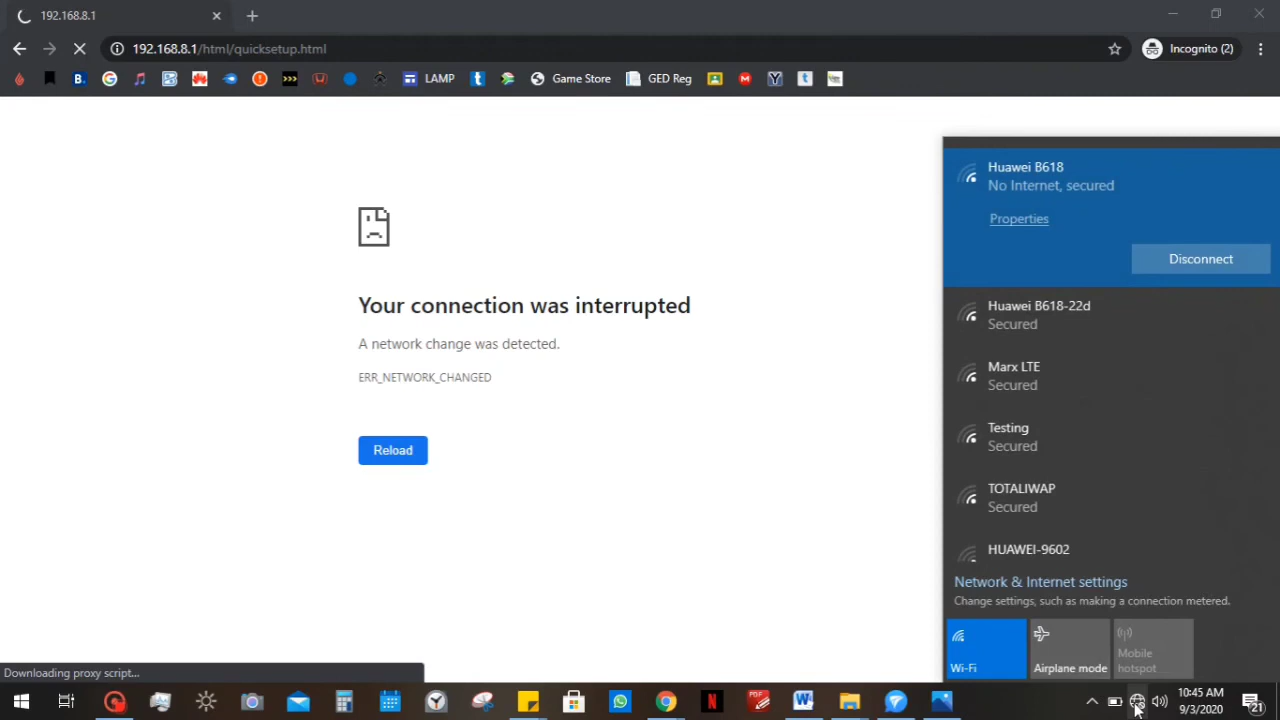 192.168.8.1
192.168.8.1/html/quicksetup.html
Incognito (2)
LAMP
Game Store
GED Reg
Your connection was interrupted
A network change was detected.
ERR_NETWORK_CHANGED
Reload
Huawei B618
No Internet, secured
Properties
Disconnect
Huawei B618-22d
Secured
Marx LTE
Secured
Testing
Secured
TOTALIWAP
Secured
HUAWEI-9602
Network & Internet settings
Change settings, such as making a connection metered.
Wi-Fi
Airplane mode
Mobile
hotspot
Downloading proxy script...
10:45 AM
9/3/2020
21